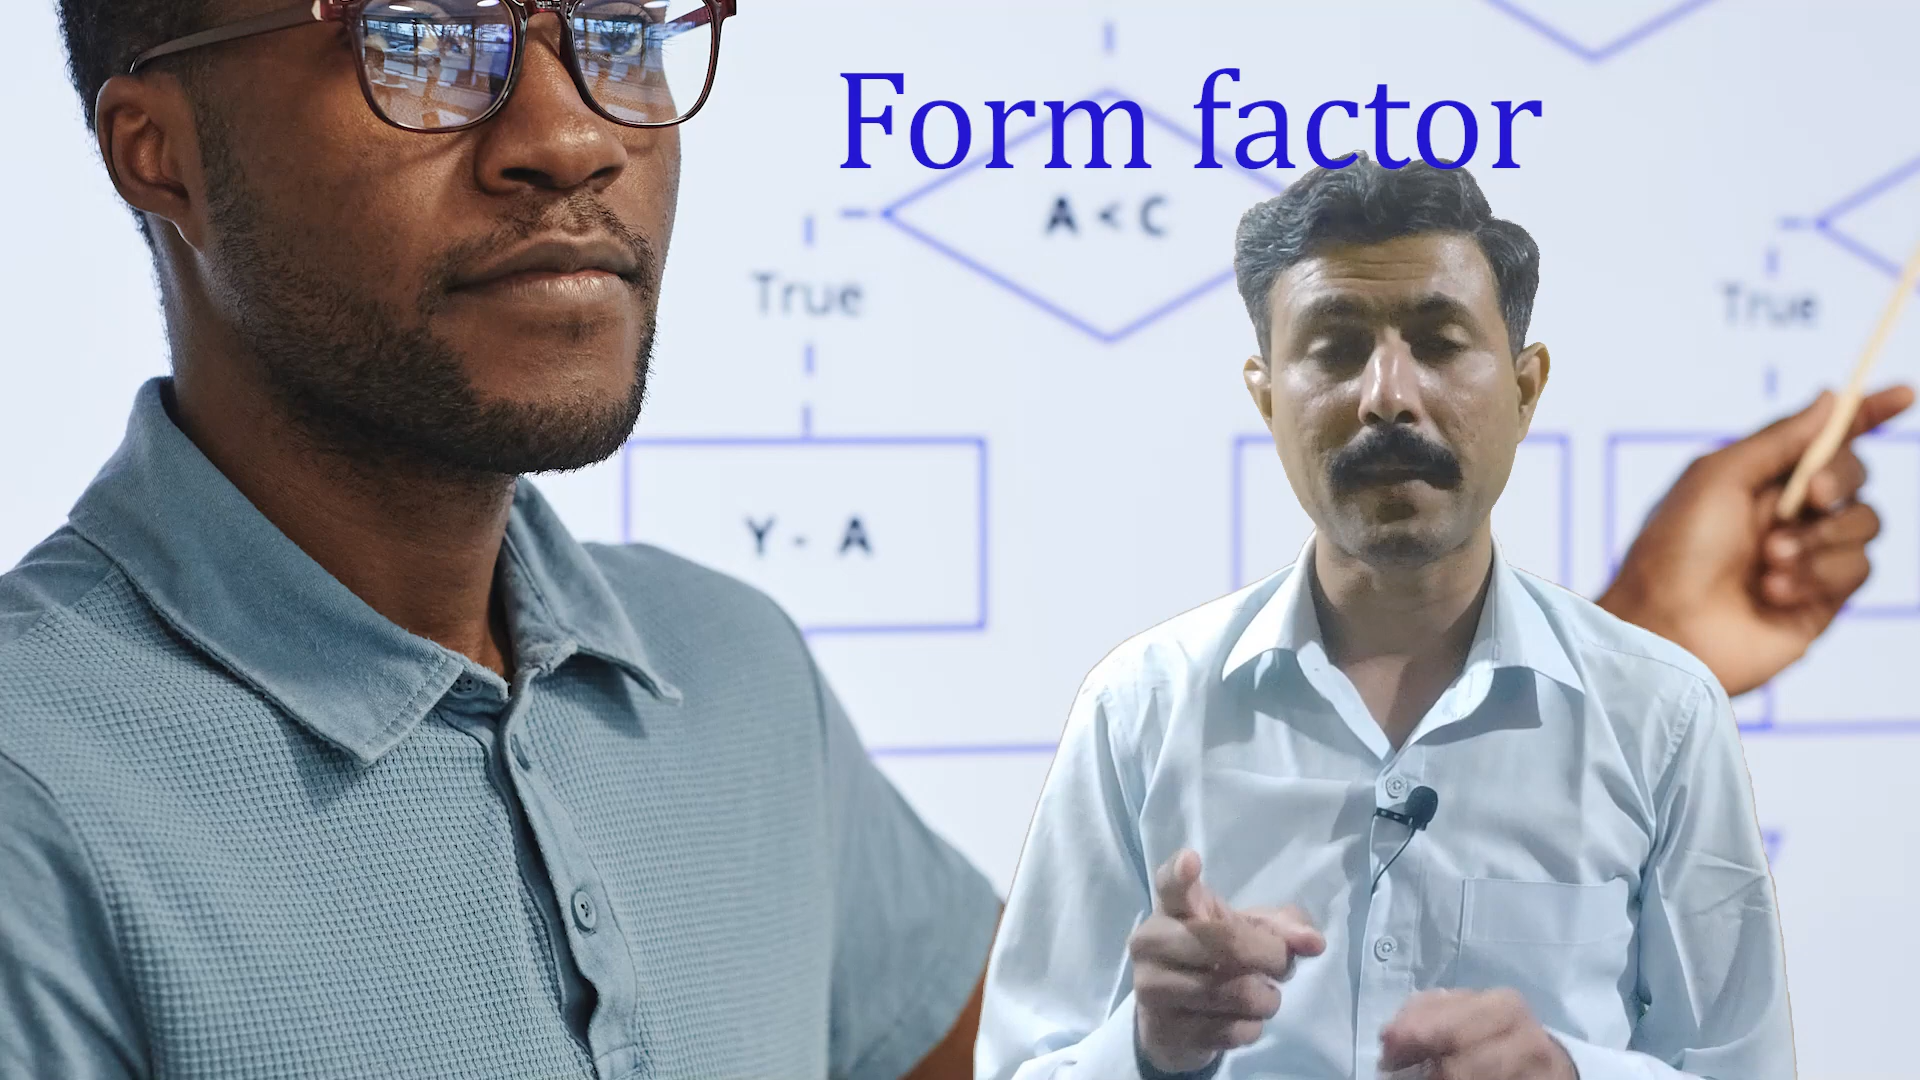 Form factor
A < C
True
True
Y - A